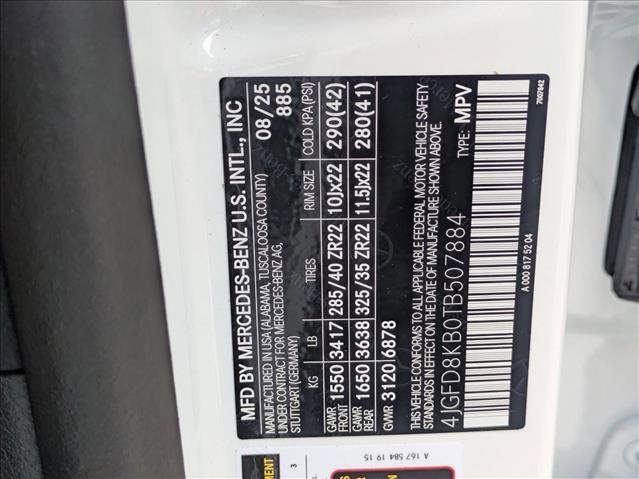 MFD BY MERCEDES-BENZ U.S. INTL., INC
MANUFACTURED IN USA (ALABAMA, TUSCALOOSA COUNTY) 08/25
UNDER CONTRACT FOR MERCEDES-BENZ AG, 885
STUTTGART (GERMANY)
KG LB TIRES RIM SIZE COLD KPA(PSI)
GAWR FRONT 1550 3417 285/40 ZR22 10Jx22 290(42)
GAWR REAR 1650 3638 325/35 ZR22 11.5Jx22 280(41)
GVWR 3120 6878
THIS VEHICLE CONFORMS TO ALL APPLICABLE FEDERAL MOTOR VEHICLE SAFETY
STANDARDS IN EFFECT ON THE DATE OF MANUFACTURE SHOWN ABOVE.
4JGFD8KB0TB507884 TYPE: MPV
A 000 817 52 04 7007842
A 167 584 19 15
3